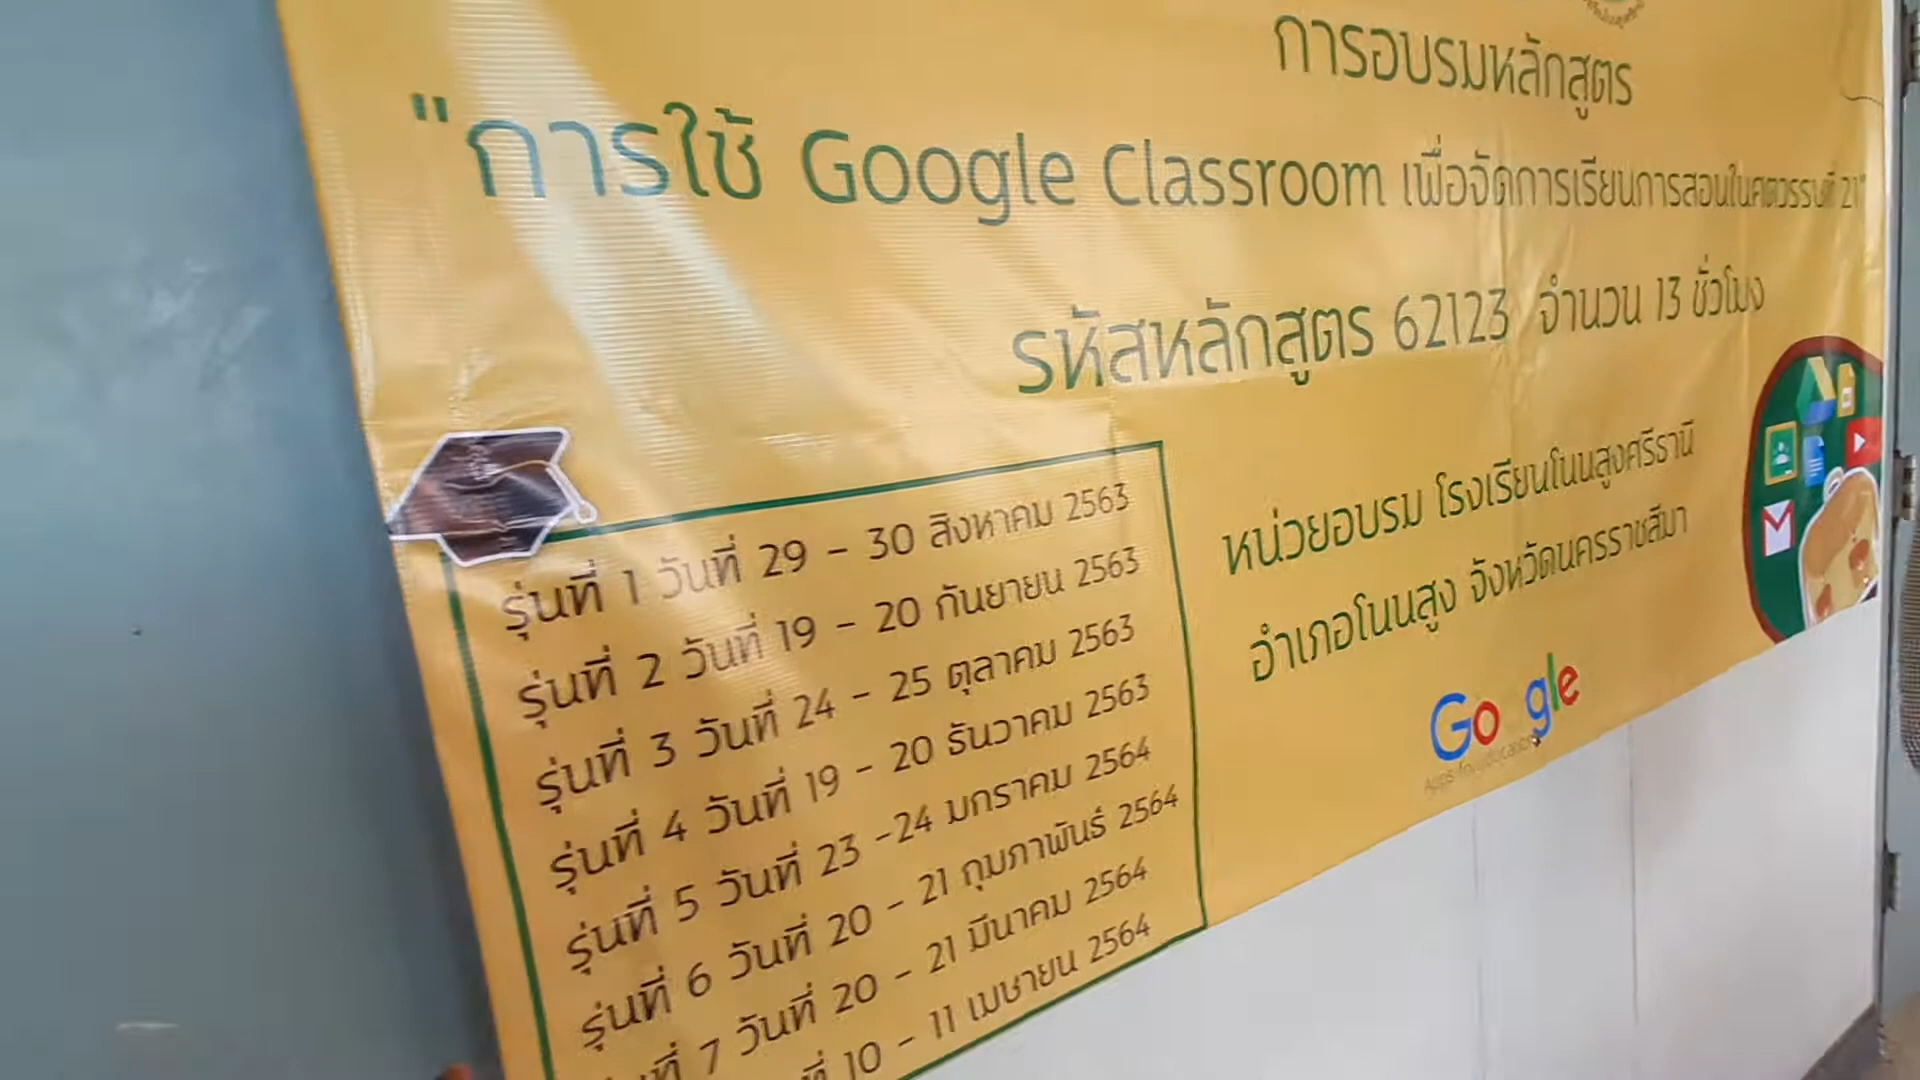 การอบรมหลักสูตร
"การใช้ Google Classroom เพื่อจัดการเรียนการสอนในศตวรรษที่ 21"
รหัสหลักสูตร 62123 จำนวน 13 ชั่วโมง
รุ่นที่ 1 วันที่ 29 - 30 สิงหาคม 2563
รุ่นที่ 2 วันที่ 19 - 20 กันยายน 2563
รุ่นที่ 3 วันที่ 24 - 25 ตุลาคม 2563
รุ่นที่ 4 วันที่ 19 - 20 ธันวาคม 2563
รุ่นที่ 5 วันที่ 23 -24 มกราคม 2564
รุ่นที่ 6 วันที่ 20 - 21 กุมภาพันธ์ 2564
ที่ 7 วันที่ 20 - 21 มีนาคม 2564
ที่ 10 - 11 เมษายน 2564
หน่วยอบรม โรงเรียนโนนสูงศรีธานี
อำเภอโนนสูง จังหวัดนครราชสีมา
Go gle
Apps for education